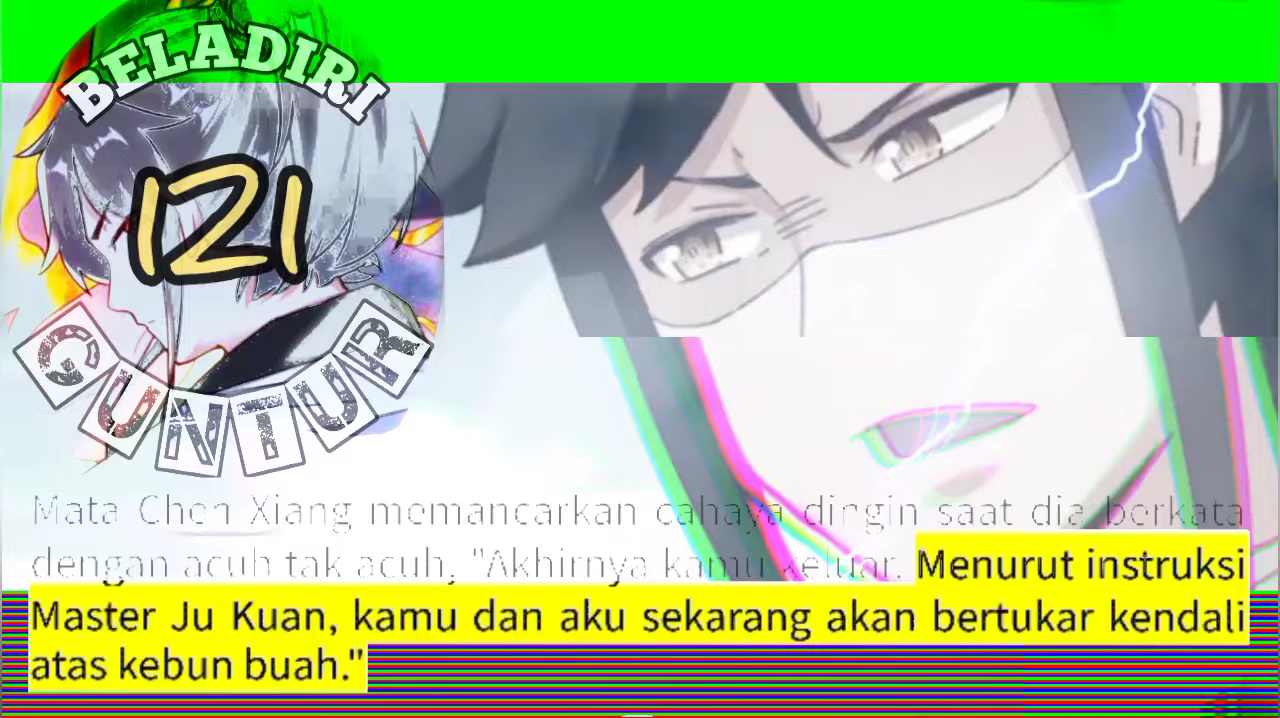 BELADIRI
121
GUNTUR
Mata Chen Xiang memancarkan cahaya dingin saat dia berkata
dengan acuh tak acuh, "Akhirnya kamu keluar. Menurut instruksi
Master Ju Kuan, kamu dan aku sekarang akan bertukar kendali
atas kebun buah."